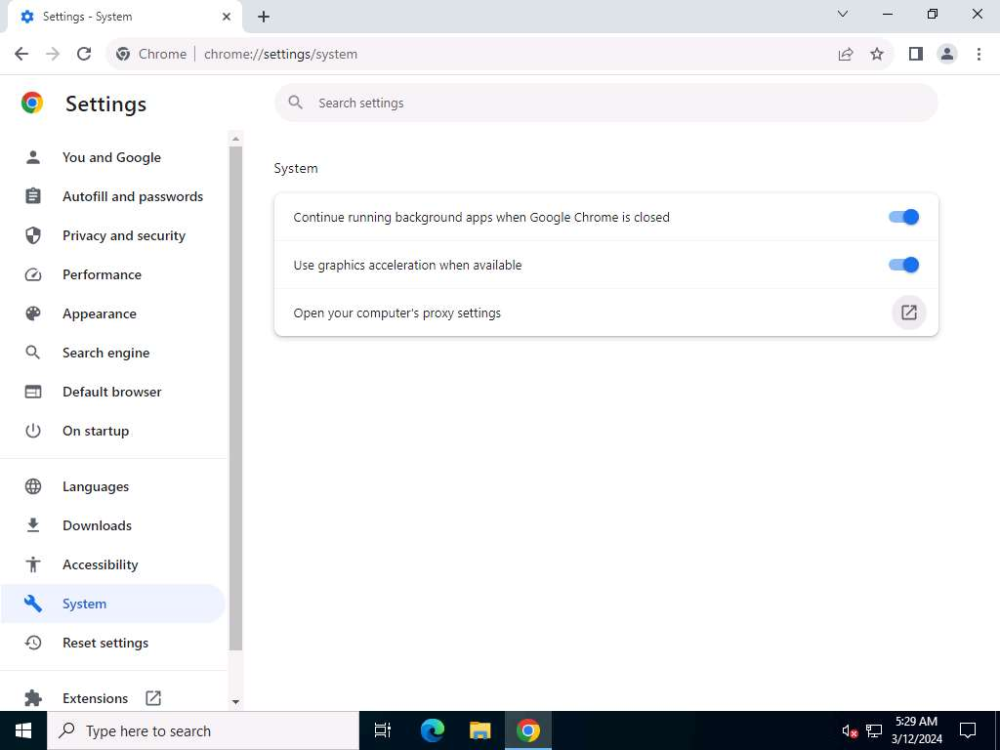 Settings - System
Chrome
chrome://settings/system
Settings
Search settings
You and Google
Autofill and passwords
Privacy and security
Performance
Appearance
Search engine
Default browser
On startup
Languages
Downloads
Accessibility
System
Reset settings
Extensions
System
Continue running background apps when Google Chrome is closed
Use graphics acceleration when available
Open your computer's proxy settings
Type here to search
5:29 AM
3/12/2024